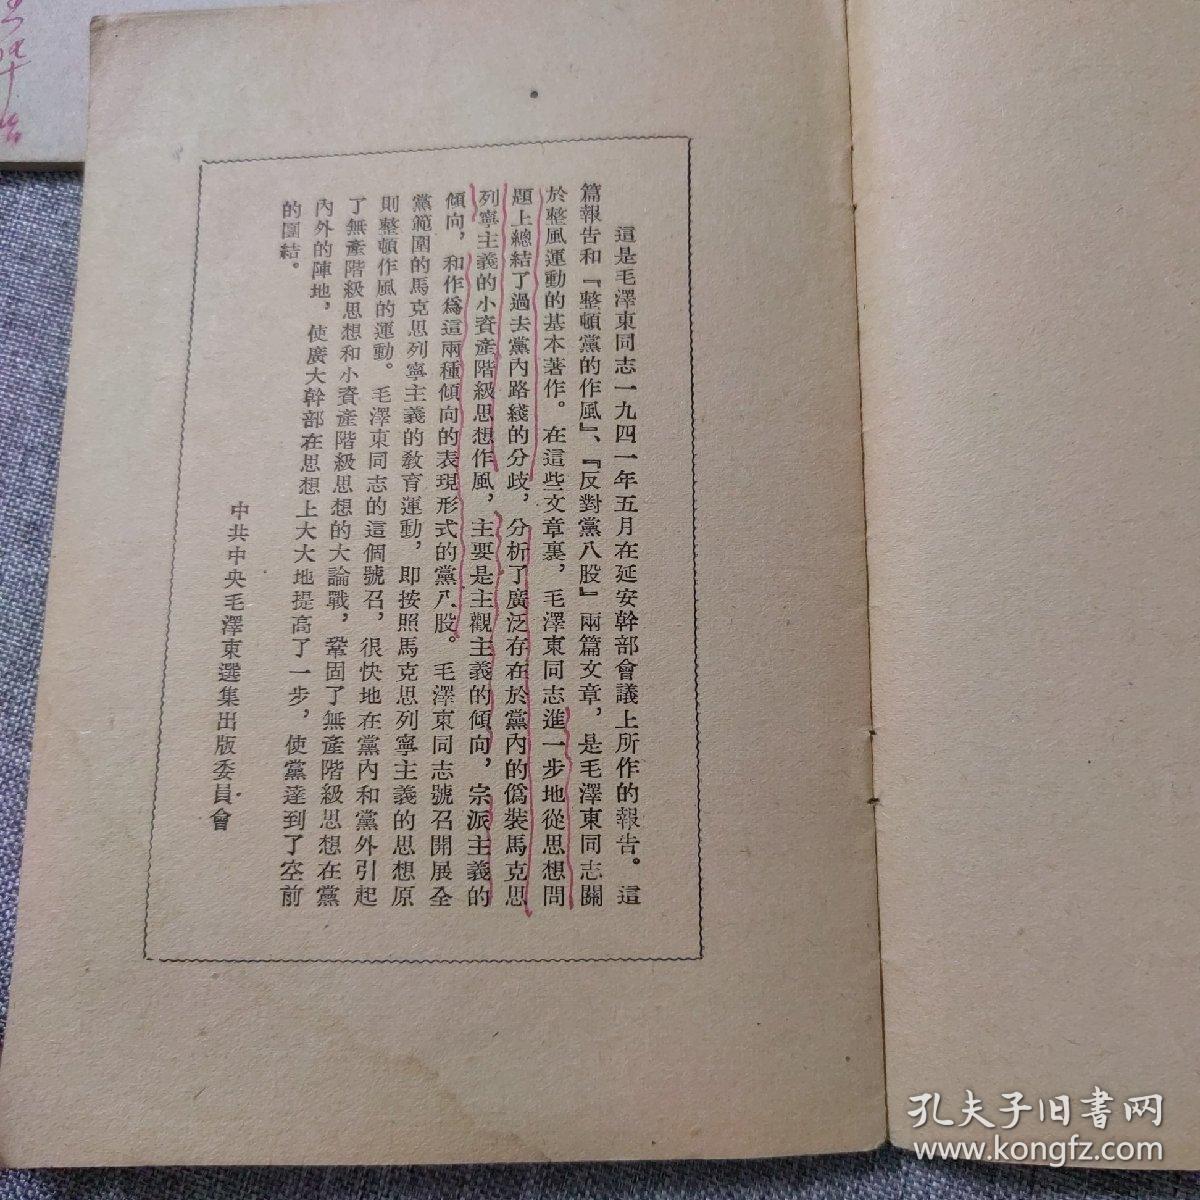 這是毛澤東同志一九四一年五月在延安幹部會議上所作的報告。這
篇報告和『整頓黨的作風』、『反對黨八股』兩篇文章，是毛澤東同志關
於整風運動的基本著作。在這些文章裏，毛澤東同志進一步地從思想問
題上總結了過去黨內路綫的分歧，分析了廣泛存在於黨內的僞裝馬克思
列寧主義的小資產階級思想作風，主要是主觀主義的傾向，宗派主義的
傾向，和作爲這兩種傾向的表現形式的黨八股。毛澤東同志號召開展全
黨範圍的馬克思列寧主義的教育運動，即按照馬克思列寧主義的思想原
則整頓作風的運動。毛澤東同志的這個號召，很快地在黨內和黨外引起
了無產階級思想和小資產階級思想的大論戰，鞏固了無產階級思想在黨
內外的陣地，使廣大幹部在思想上大大地提高了一步，使黨達到了空前
的團結。
中共中央毛澤東選集出版委員會
孔夫子旧書网
www.kongfz.com